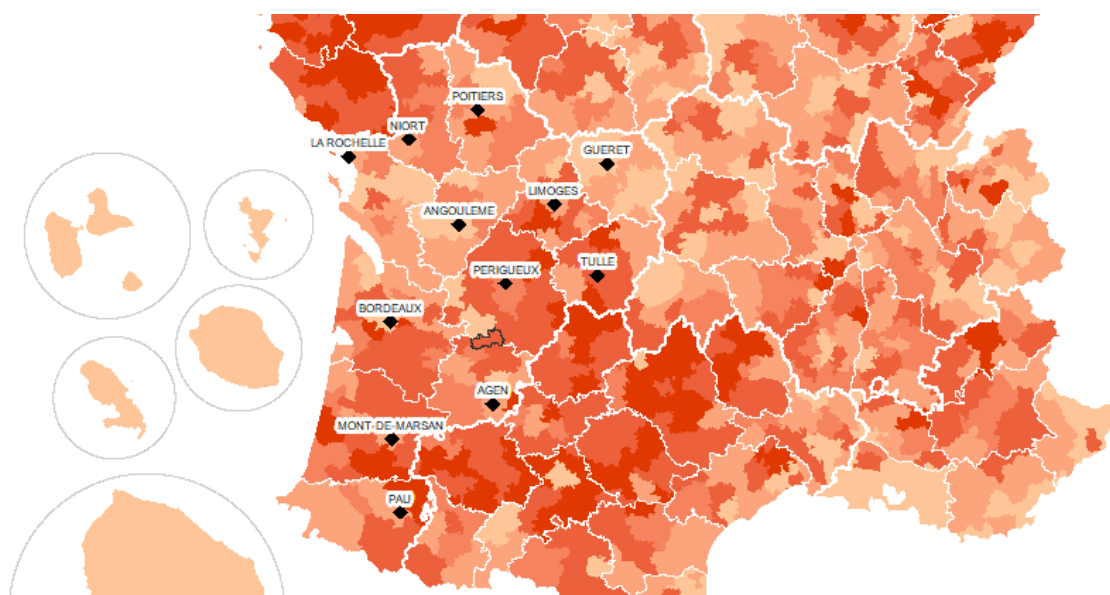 POITIERS
NIORT
LA ROCHELLE
GUERET
LIMOGES
ANGOULEME
TULLE
PERIGUEUX
BORDEAUX
AGEN
MONT-DE-MARSAN
PAU